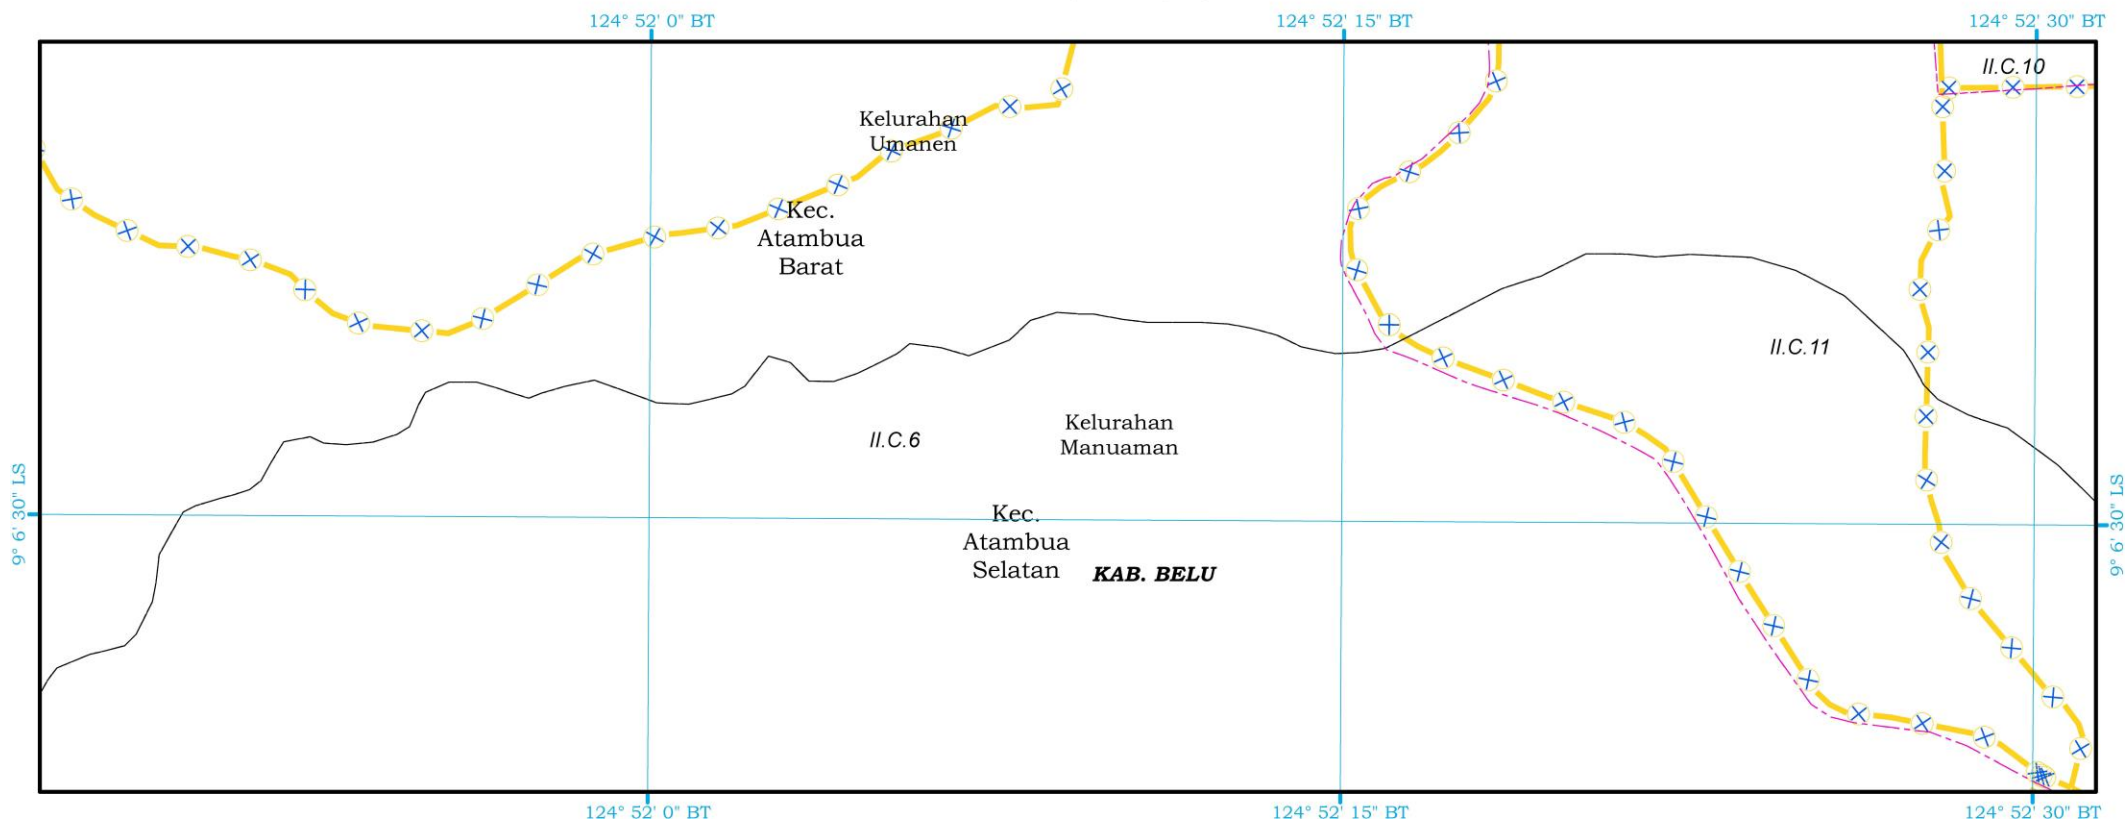 124° 52' 0" BT
124° 52' 15" BT
124° 52' 30" BT
II.C.10
Kelurahan
Umanen
Kec.
Atambua
Barat
II.C.11
Kelurahan
Manuaman
II.C.6
9° 6' 30" LS
9° 6' 30" LS
Kec.
Atambua
Selatan
KAB. BELU
124° 52' 0" BT
124° 52' 15" BT
124° 52' 30" BT